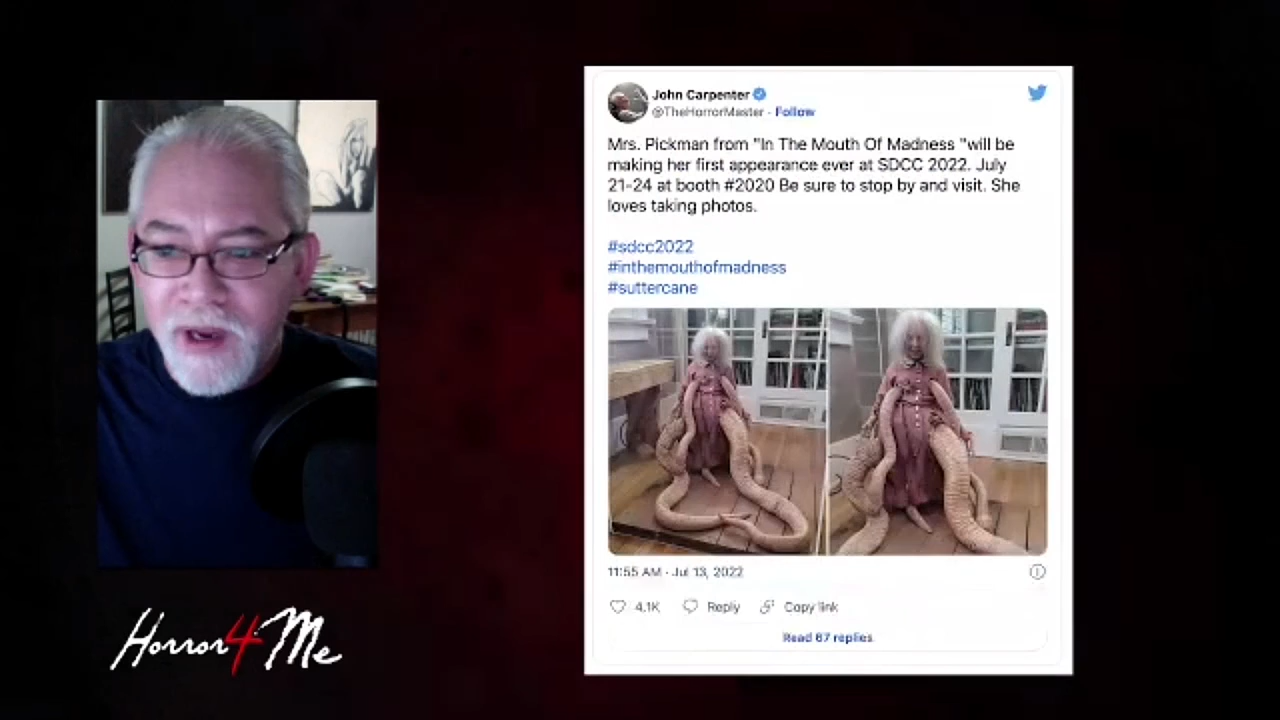 John Carpenter
@TheHorrorMaster · Follow
Mrs. Pickman from "In The Mouth Of Madness "will be
making her first appearance ever at SDCC 2022. July
21-24 at booth #2020 Be sure to stop by and visit. She
loves taking photos.
#sdcc2022
#inthemouthofmadness
#suttercane
11:55 AM · Jul 13, 2022
4.1K Reply Copy link
Read 67 replies
Horror4Me